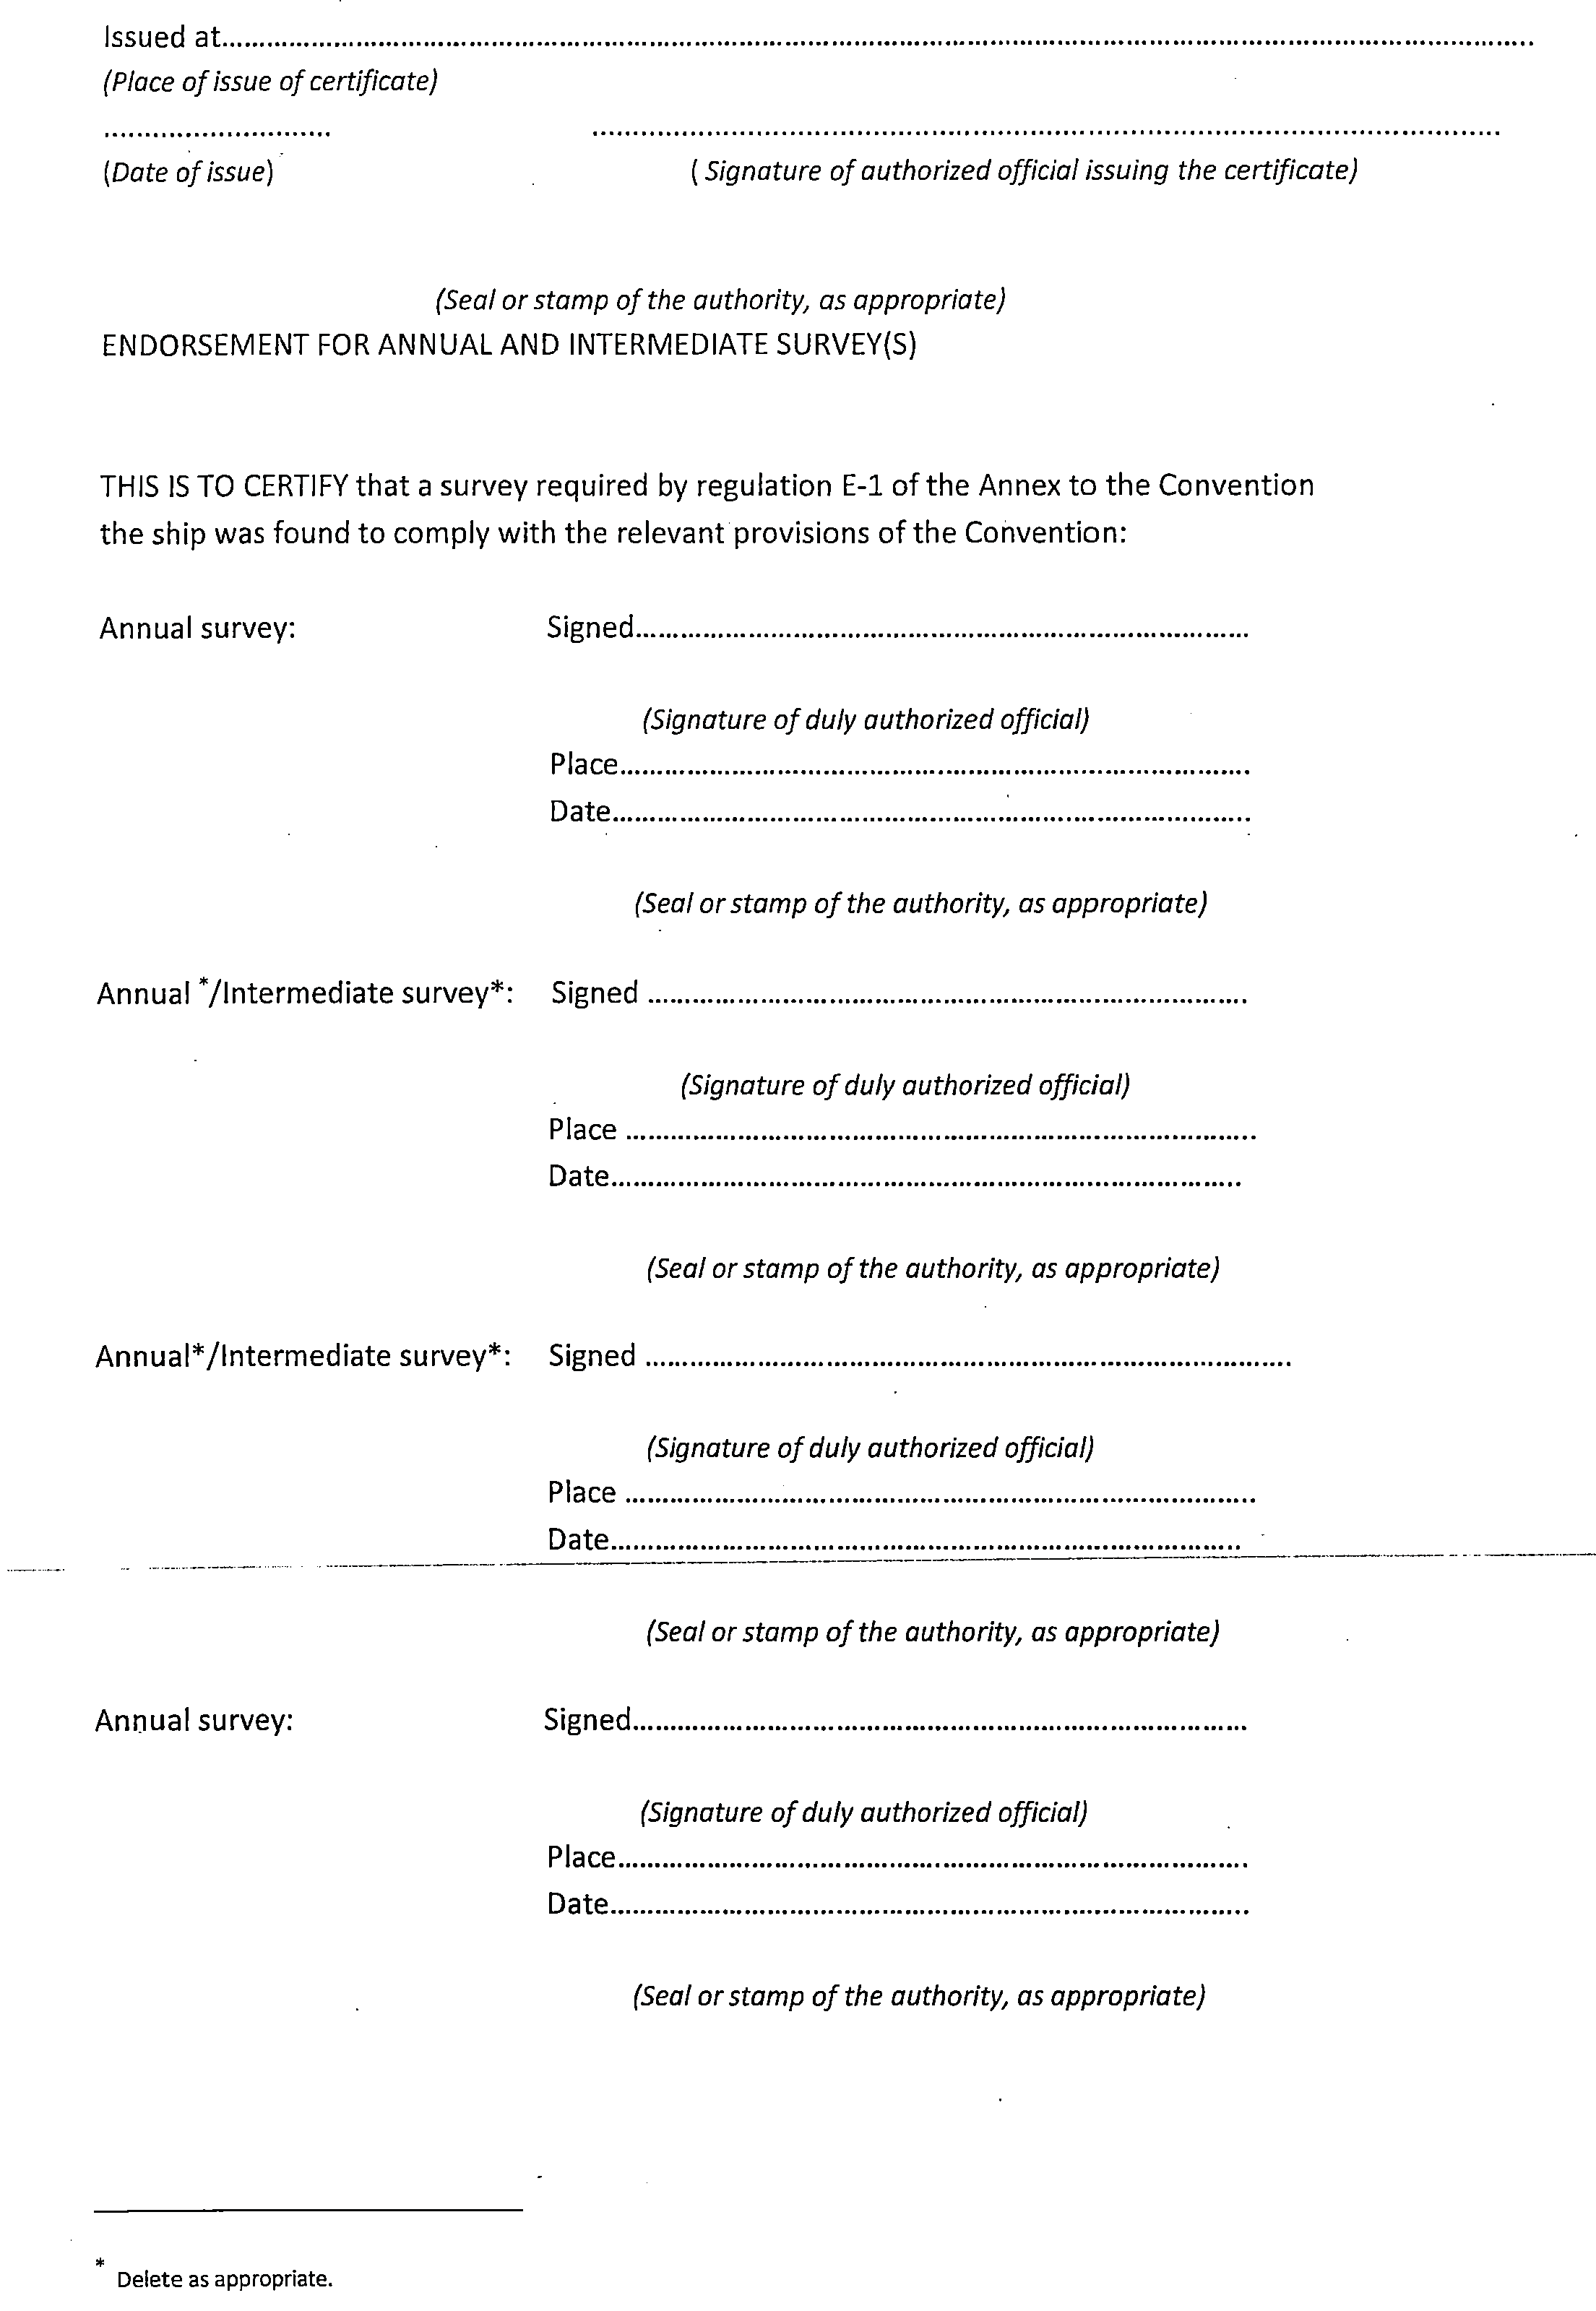 Issued at..............................................................................................................................
(Place of issue of certificate)
............................ ..............................................................................................................
(Date of issue) ( Signature of authorized official issuing the certificate)
(Seal or stamp of the authority, as appropriate)
ENDORSEMENT FOR ANNUAL AND INTERMEDIATE SURVEY(S)
THIS IS TO CERTIFY that a survey required by regulation E-1 of the Annex to the Convention
the ship was found to comply with the relevant provisions of the Convention:
Annual survey: Signed..................................................................................
(Signature of duly authorized official)
Place....................................................................................
Date.....................................................................................
(Seal or stamp of the authority, as appropriate)
Annual */Intermediate survey*: Signed ................................................................................
(Signature of duly authorized official)
Place ....................................................................................
Date....................................................................................
(Seal or stamp of the authority, as appropriate)
Annual*/Intermediate survey*: Signed ......................................................................................
(Signature of duly authorized official)
Place ....................................................................................
Date....................................................................................
(Seal or stamp of the authority, as appropriate)
Annual survey: Signed..................................................................................
(Signature of duly authorized official)
Place....................................................................................
Date.....................................................................................
(Seal or stamp of the authority, as appropriate)
* Delete as appropriate.